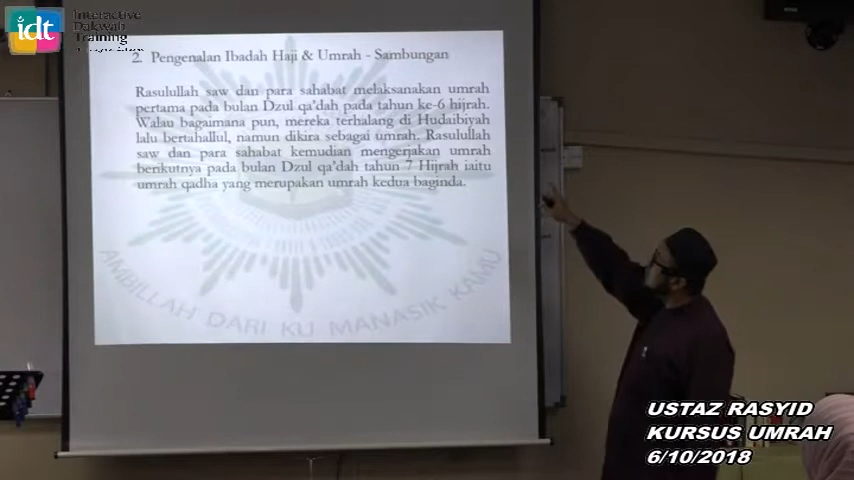 idt
Interactive
Dakwah
Training
2. Pengenalan Ibadah Haji & Umrah - Sambungan
Rasulullah saw dan para sahabat melaksanakan umrah
pertama pada bulan Dzul qa'dah pada tahun ke-6 hijrah.
Walau bagaimana pun, mereka terhalang di Hudaibiyah
lalu bertahallul, namun dikira sebagai umrah. Rasulullah
saw dan para sahabat kemudian mengerjakan umrah
berikutnya pada bulan Dzul qa'dah tahun 7 Hijrah iaitu
umrah qadha yang merupakan umrah kedua baginda.
AMBILLAH DARI KU MANASIK KAMU
USTAZ RASYID
KURSUS UMRAH
6/10/2018